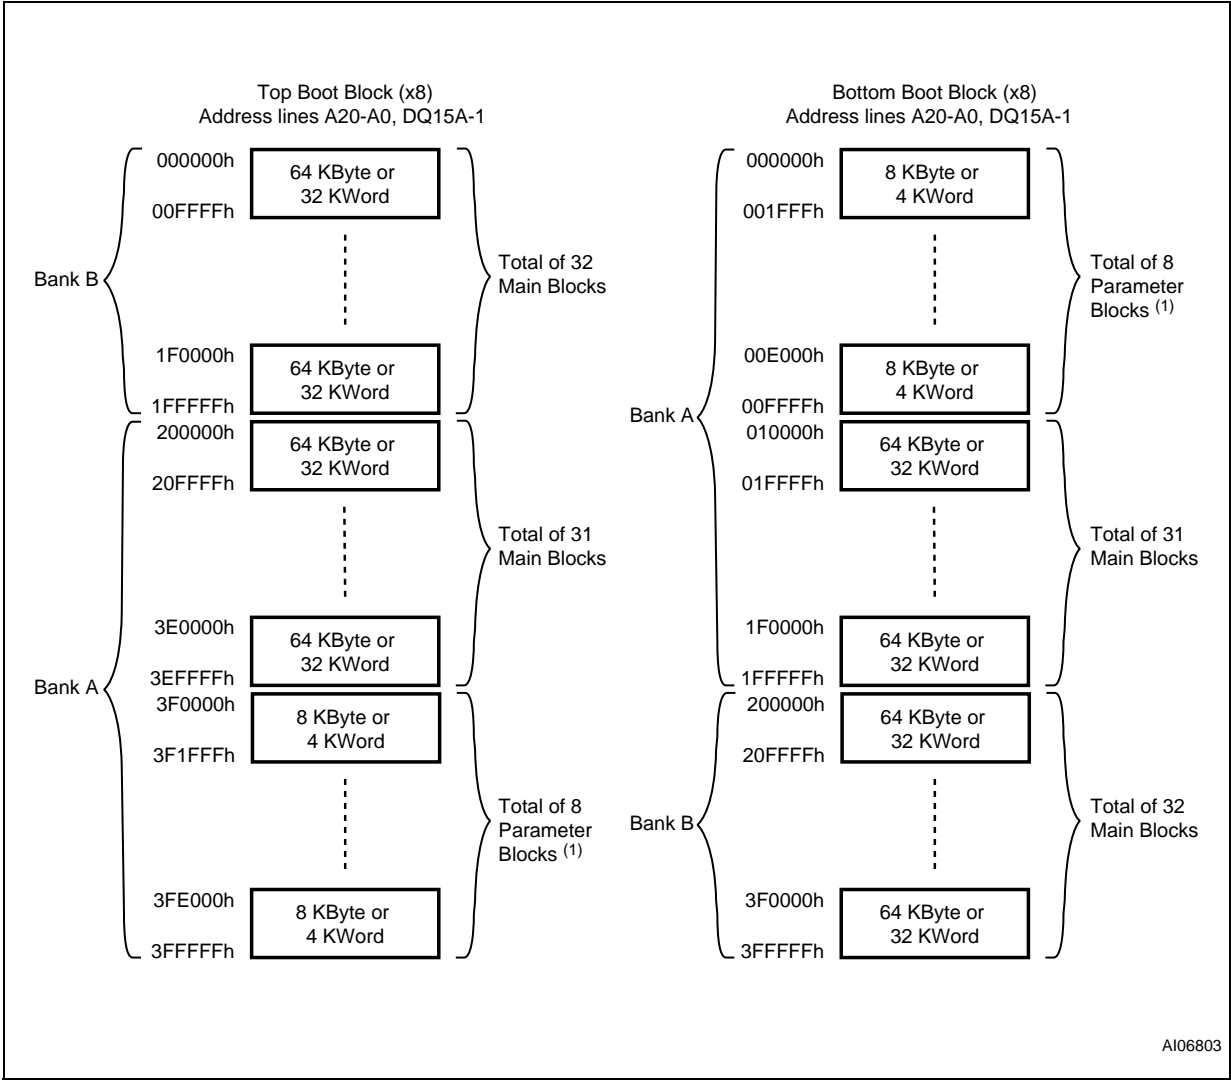 Top Boot Block (x8)
Address lines A20-A0, DQ15A-1
000000h
64 KByte or
32 KWord
00FFFFh
Bank B
Total of 32
Main Blocks
1F0000h
64 KByte or
32 KWord
1FFFFFh
200000h
64 KByte or
32 KWord
20FFFFh
Total of 31
Main Blocks
3E0000h
64 KByte or
32 KWord
3EFFFFh
Bank A
3F0000h
8 KByte or
4 KWord
3F1FFFh
Total of 8
Parameter
Blocks (1)
3FE000h
8 KByte or
4 KWord
3FFFFFh
Bottom Boot Block (x8)
Address lines A20-A0, DQ15A-1
000000h
8 KByte or
4 KWord
001FFFh
Total of 8
Parameter
Blocks (1)
00E000h
8 KByte or
4 KWord
00FFFFh
Bank A
010000h
64 KByte or
32 KWord
01FFFFh
Total of 31
Main Blocks
1F0000h
64 KByte or
32 KWord
1FFFFFh
200000h
64 KByte or
32 KWord
20FFFFh
Bank B
Total of 32
Main Blocks
3F0000h
64 KByte or
32 KWord
3FFFFFh
AI06803